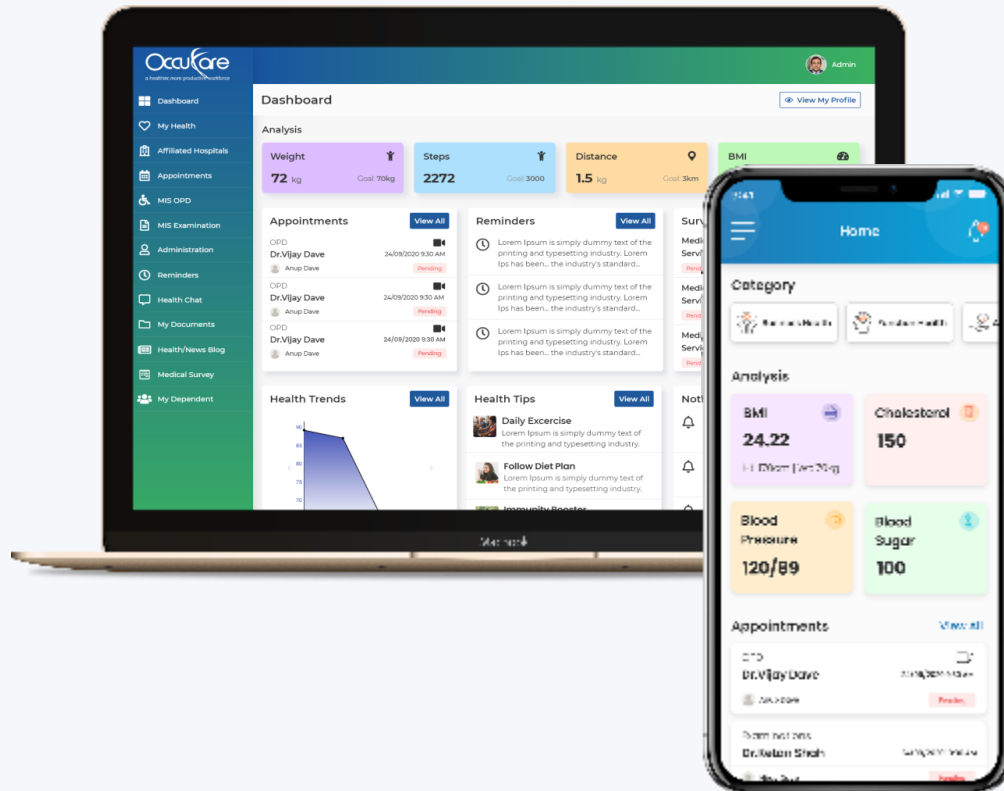 OccuCare
a healthier more productive workforce
Admin
Dashboard
My Health
Affiliated Hospitals
Appointments
MIS OPD
MIS Examination
Administration
Reminders
Health Chat
My Documents
Health/News Blog
Medical Survey
My Dependent
Dashboard
View My Profile
Analysis
Weight
72 kg
Goal: 70kg
Steps
2272
Goal: 3000
Distance
1.5 kg
Goal: 3km
BMI
Appointments
View All
OPD
Dr.Vijay Dave
24/09/2020 9:30 AM
Anup Dave
Pending
OPD
Dr.Vijay Dave
24/09/2020 9:30 AM
Anup Dave
Pending
OPD
Dr.Vijay Dave
24/09/2020 9:30 AM
Anup Dave
Pending
Reminders
View All
Lorem Ipsum is simply dummy text of the
printing and typesetting industry. Lorem
Ips has been... the industry's standard...
Lorem Ipsum is simply dummy text of the
printing and typesetting industry. Lorem
Ips has been... the industry's standard...
Lorem Ipsum is simply dummy text of the
printing and typesetting industry. Lorem
Ips has been... the industry's standard...
Health Trends
View All
90
85
80
75
70
Health Tips
View All
Daily Excercise
Lorem Ipsum is simply dummy text of
the printing and typesetting industry.
Follow Diet Plan
Lorem Ipsum is simply dummy text of
the printing and typesetting industry.
Immunity Booster
9:41
Home
Category
Health
Health
Analysis
BMI
24.22
Cholesterol
150
Blood
Pressure
120/89
Blood
Sugar
100
Appointments
View All
OPD
Dr.Vijay Dave
Anup Dave
Pending
Examinations
Dr.Ketan Shah